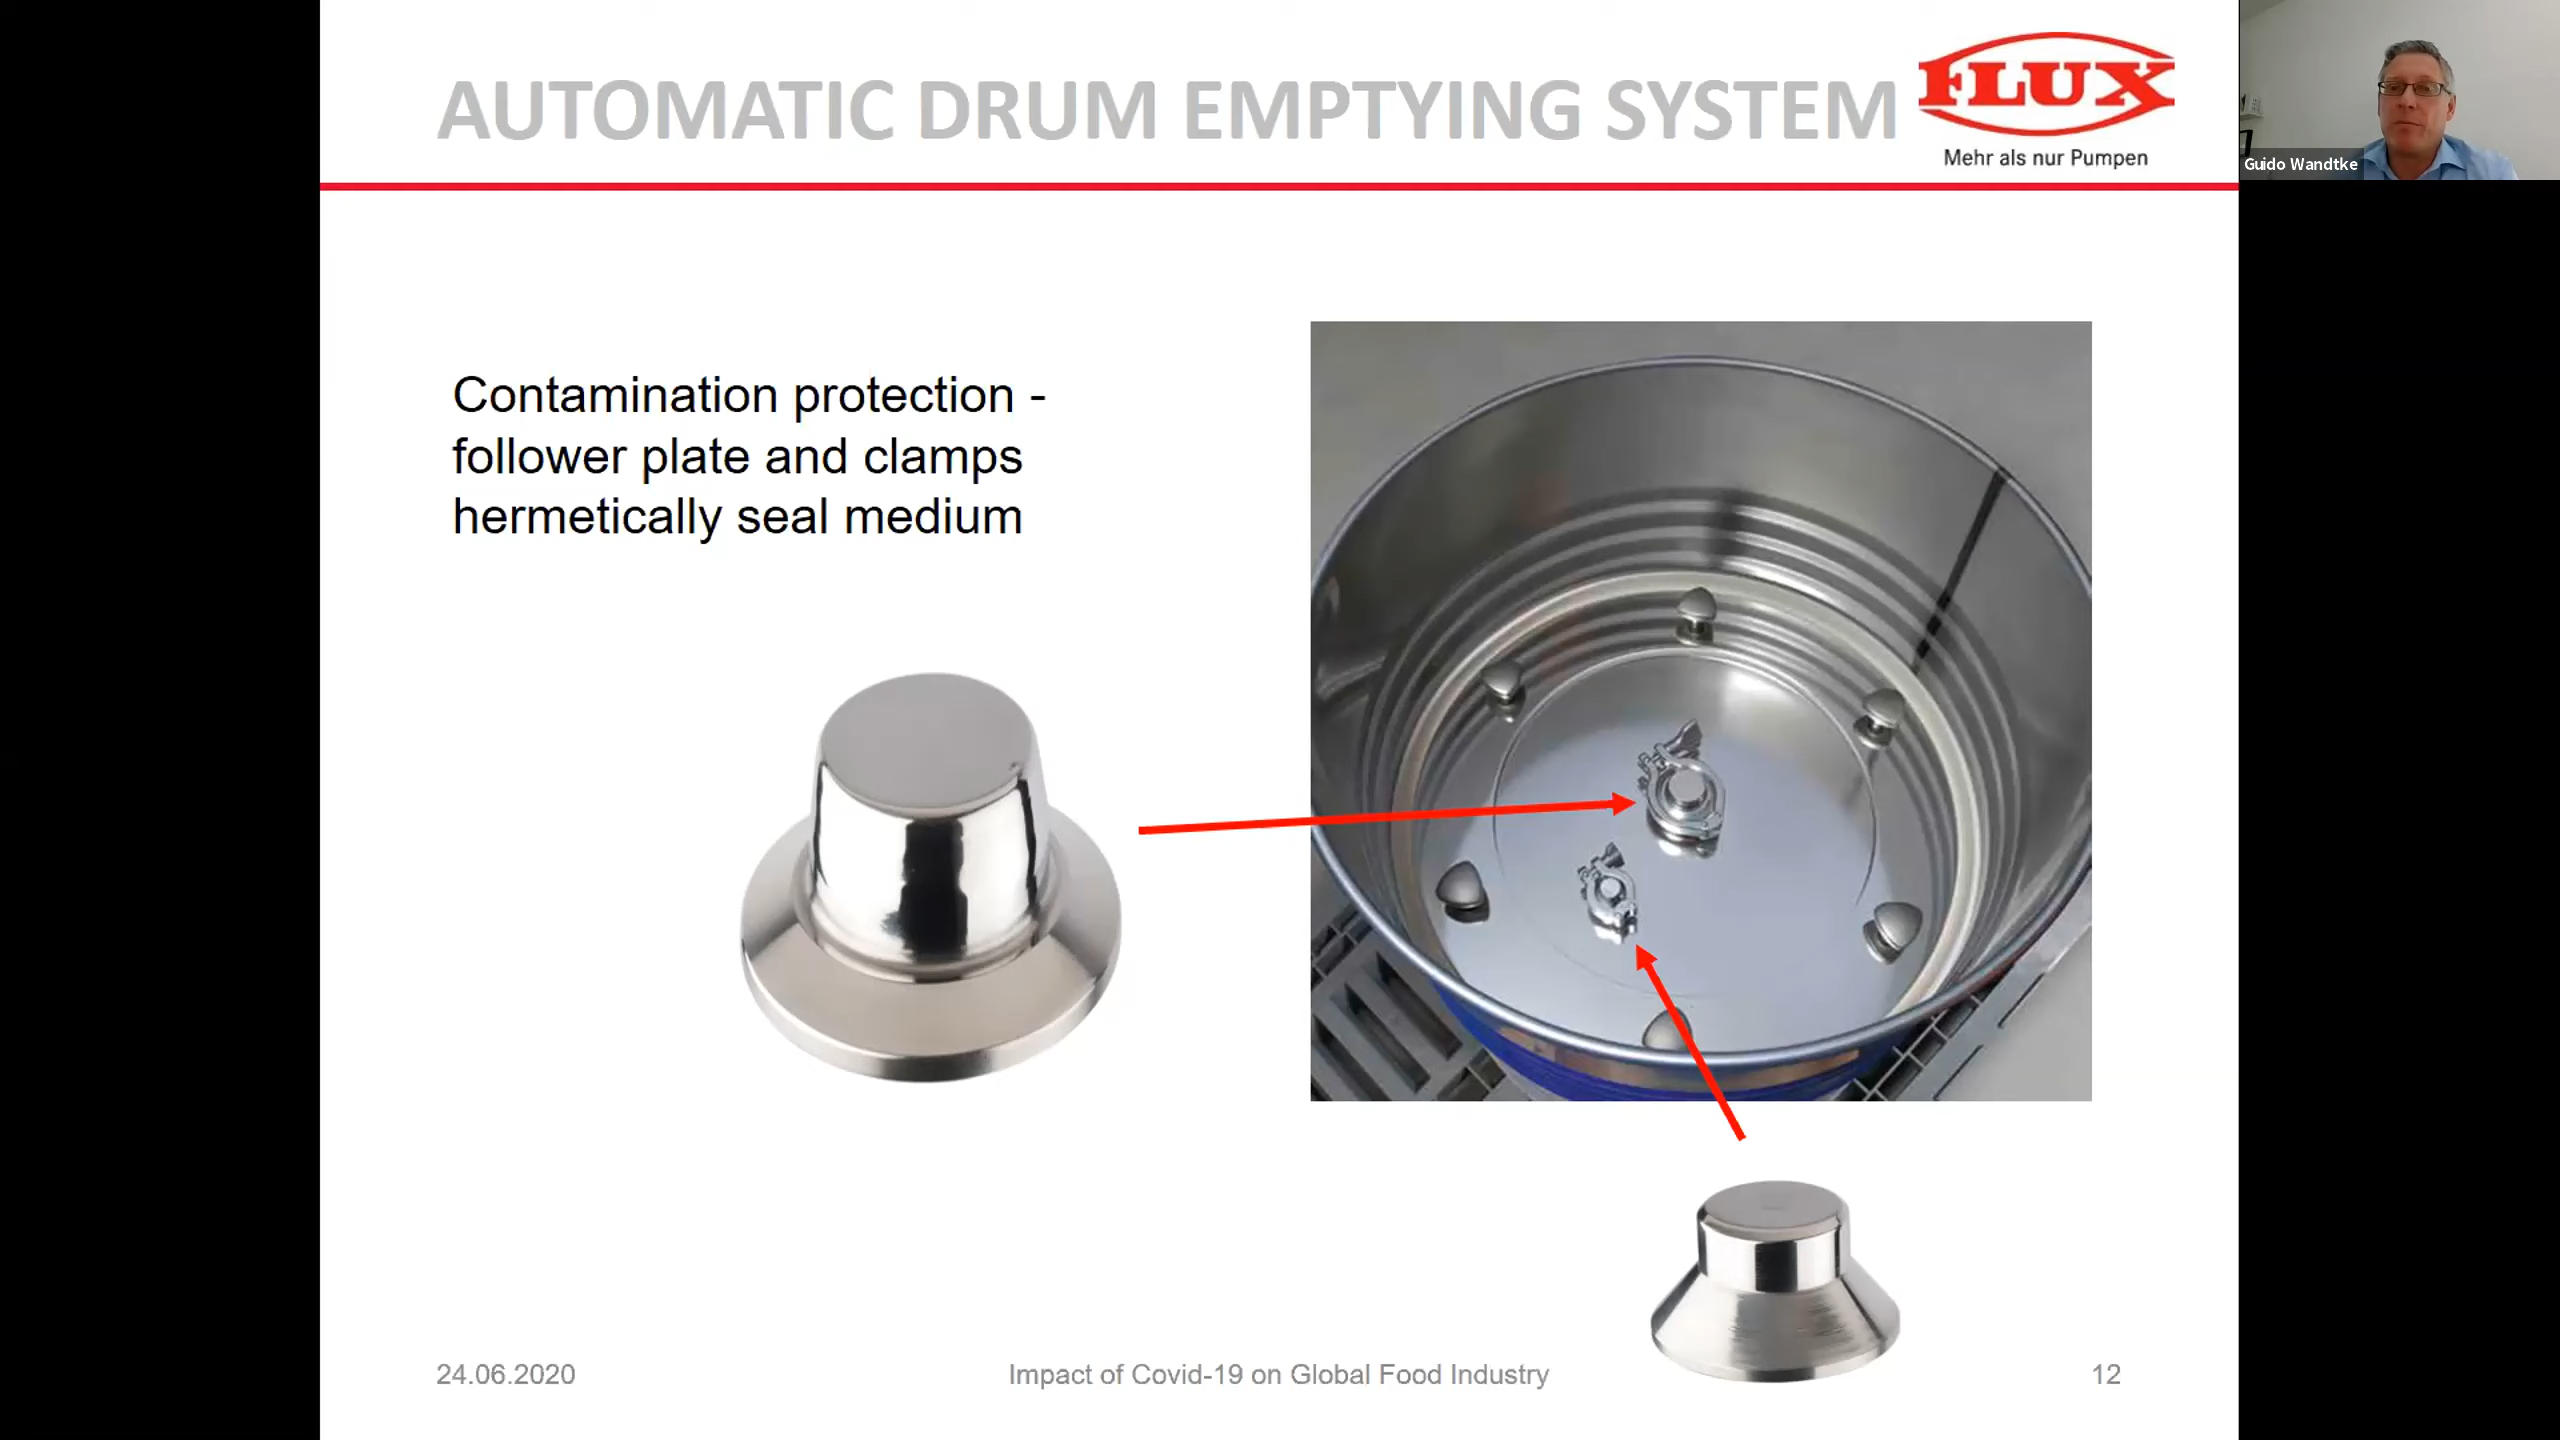 AUTOMATIC DRUM EMPTYING SYSTEM
FLUX
Mehr als nur Pumpen
Guido Wandtke
Contamination protection -
follower plate and clamps
hermetically seal medium
24.06.2020
Impact of Covid-19 on Global Food Industry
12